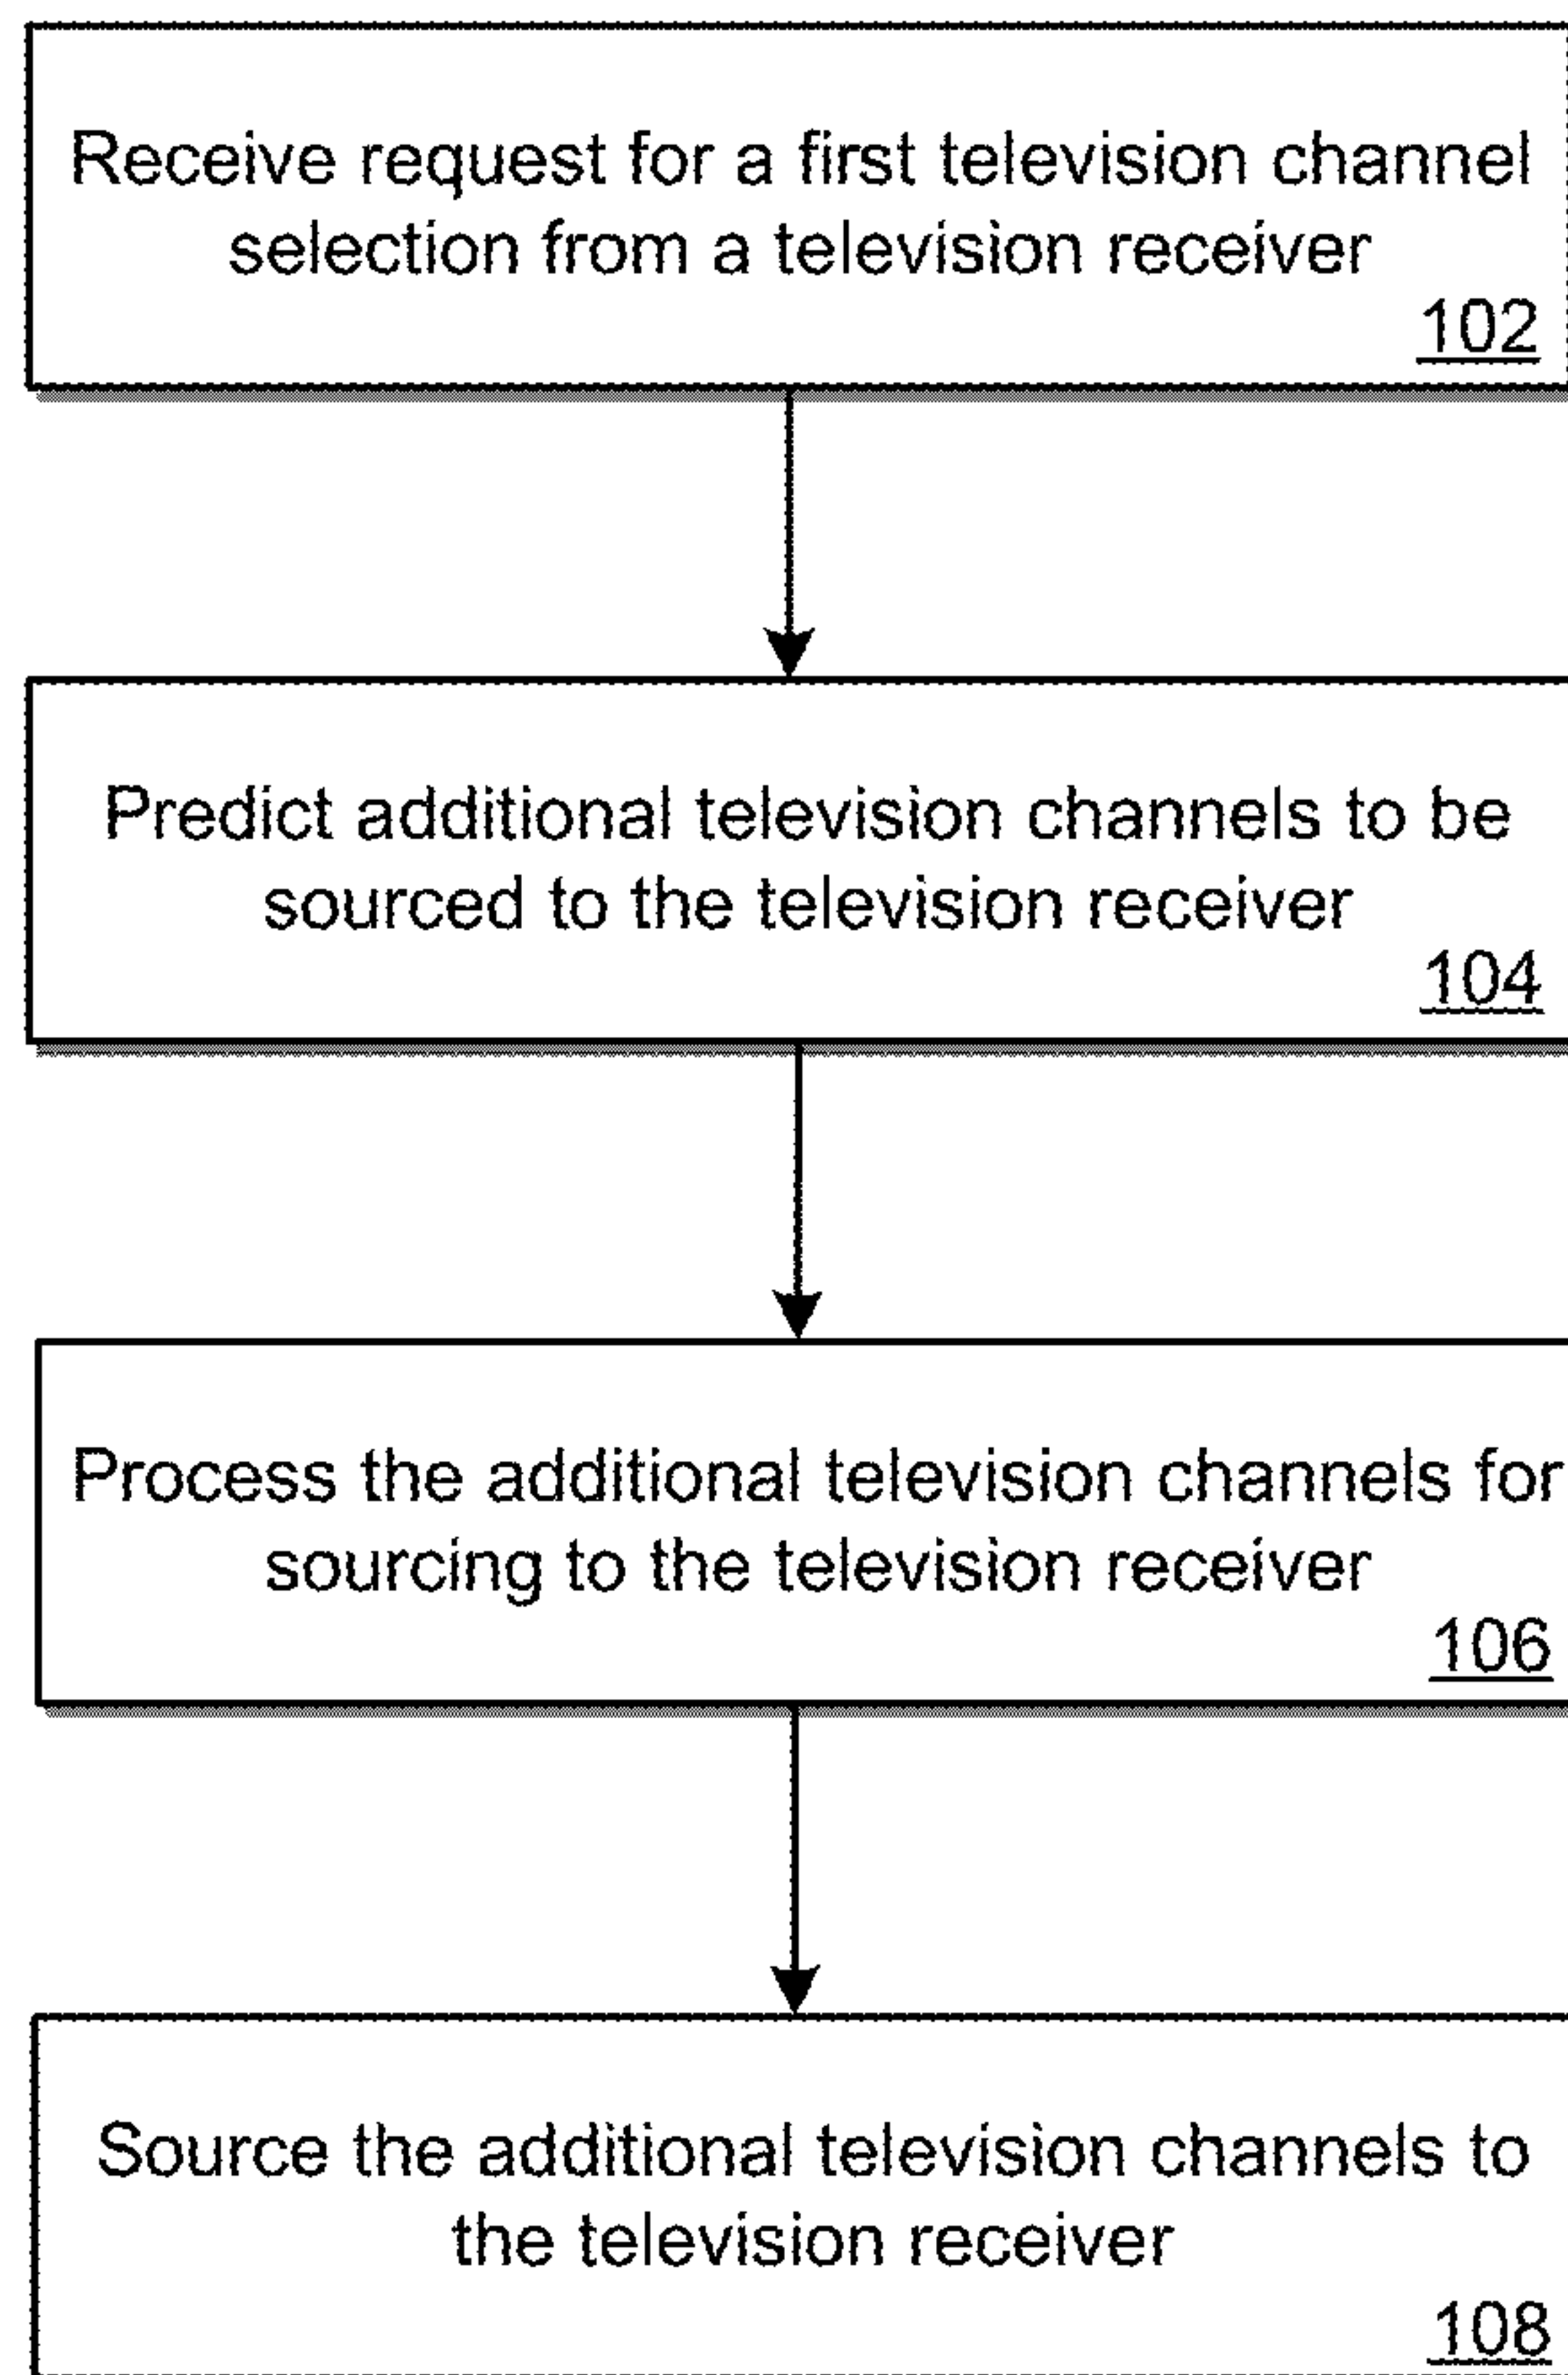 Receive request for a first television channel
selection from a television receiver
102
Predict additional television channels to be
sourced to the television receiver
104
Process the additional television channels for
sourcing to the television receiver
106
Source the additional television channels to
the television receiver
108